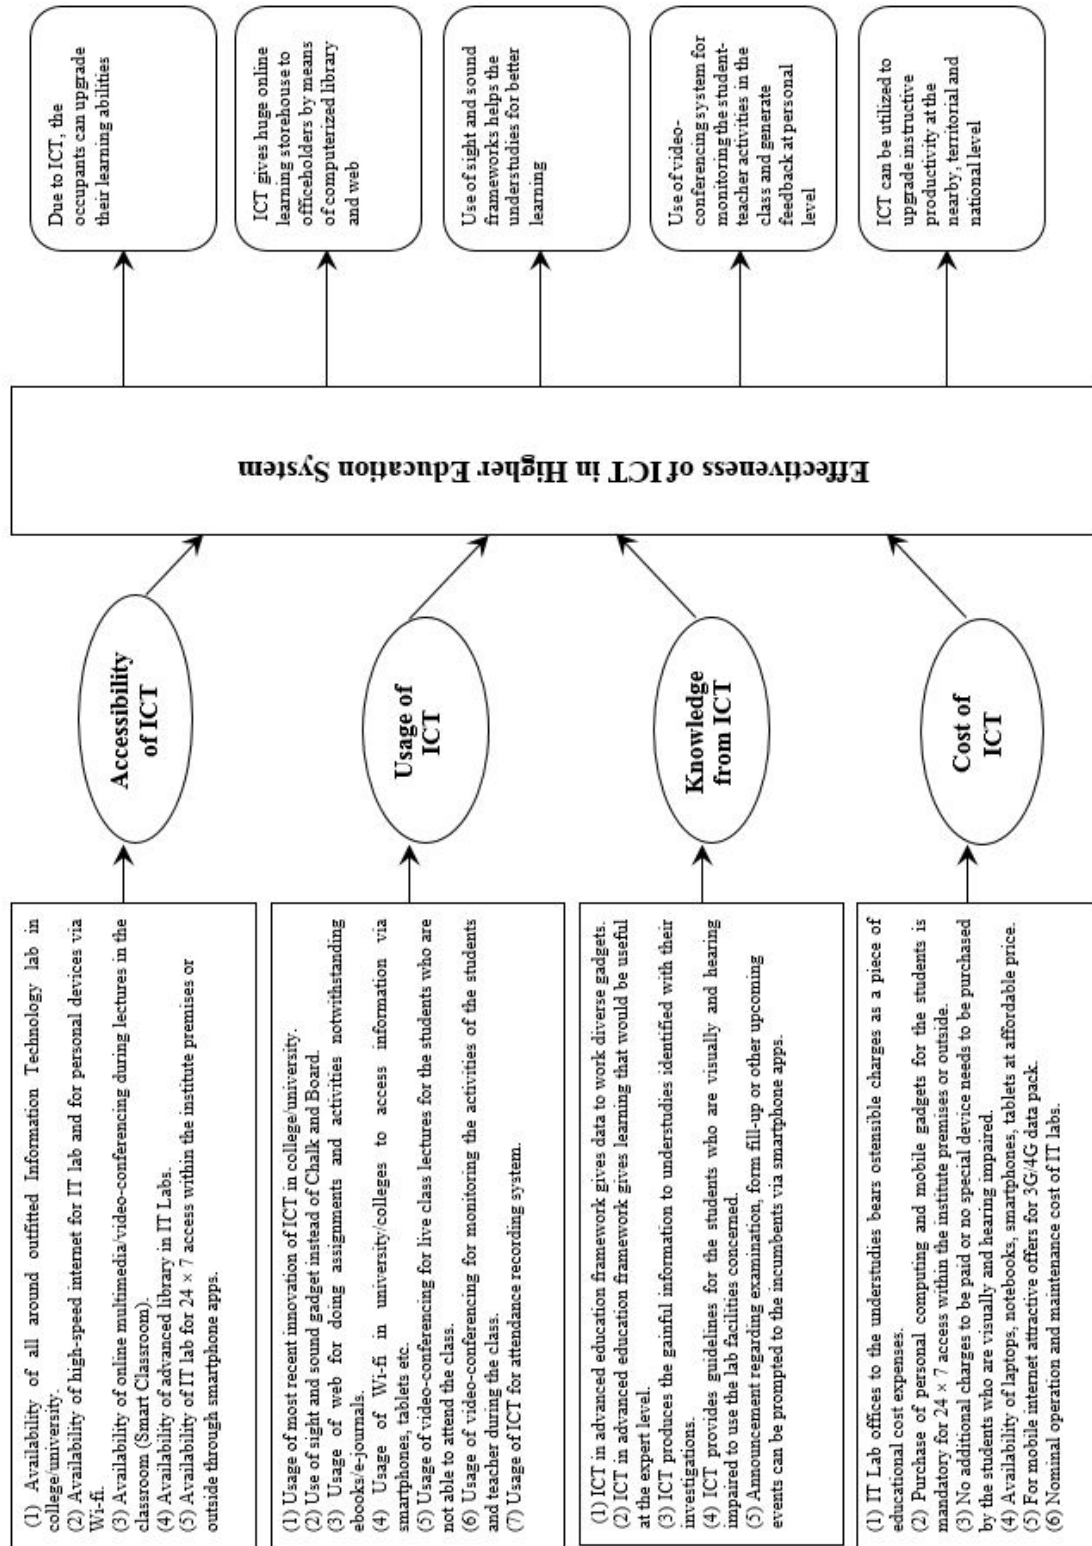 (1) Availability of all around outfitted Information Technology lab in
college/university.
(2) Availability of high-speed internet for IT lab and for personal devices via
Wi-fi.
(3) Availability of online multimedia/video-conferencing during lectures in the
classroom (Smart Classroom).
(4) Availability of advanced library in IT Labs.
(5) Availability of IT lab for 24 × 7 access within the institute premises or
outside through smartphone apps.
(1) Usage of most recent innovation of ICT in college/university.
(2) Use of sight and sound gadget instead of Chalk and Board.
(3) Usage of web for doing assignments and activities notwithstanding
ebooks/e-journals.
(4) Usage of Wi-fi in university/colleges to access information via
smartphones, tablets etc.
(5) Usage of video-conferencing for live class lectures for the students who are
not able to attend the class.
(6) Usage of video-conferencing for monitoring the activities of the students
and teacher during the class.
(7) Usage of ICT for attendance recording system.
(1) ICT in advanced education framework gives data to work diverse gadgets.
(2) ICT in advanced education framework gives learning that would be useful
at the expert level.
(3) ICT produces the gainful information to understudies identified with their
investigations.
(4) ICT provides guidelines for the students who are visually and hearing
impaired to use the lab facilities concerned.
(5) Announcement regarding examination, form fill-up or other upcoming
events can be prompted to the incumbents via smartphone apps.
(1) IT Lab offices to the understudies bears ostensible charges as a piece of
educational cost expenses.
(2) Purchase of personal computing and mobile gadgets for the students is
mandatory for 24 × 7 access within the institute premises or outside.
(3) No additional charges to be paid or no special device needs to be purchased
by the students who are visually and hearing impaired.
(4) Availability of laptops, notebooks, smartphones, tablets at affordable price.
(5) For mobile internet attractive offers for 3G/4G data pack.
(6) Nominal operation and maintenance cost of IT labs.
Accessibility
of ICT
Usage of
ICT
Knowledge
from ICT
Cost of
ICT
Effectiveness of ICT in Higher Education System
Due to ICT, the
occupants can upgrade
their learning abilities
ICT gives huge online
learning storehouse to
officeholders by means
of computerized library
and web
Use of sight and sound
frameworks helps the
understudies for better
learning
Use of video-
conferencing system for
monitoring the student-
teacher activities in the
class and generate
feedback at personal
level
ICT can be utilized to
upgrade instructive
productivity at the
nearby, territorial and
national level